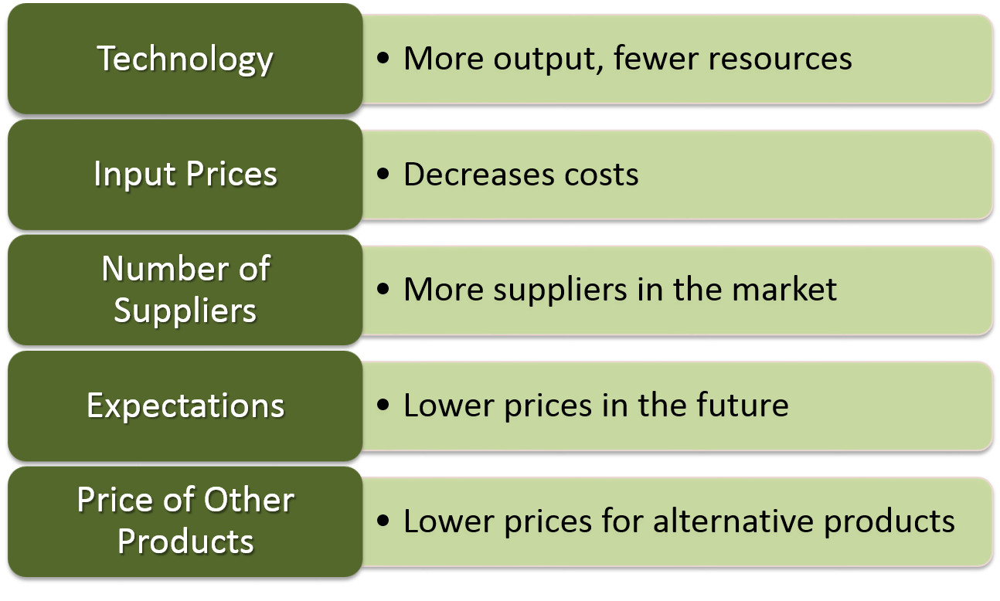 Technology
• More output, fewer resources
Input Prices
• Decreases costs
Number of
Suppliers
• More suppliers in the market
Expectations
• Lower prices in the future
Price of Other
Products
• Lower prices for alternative products